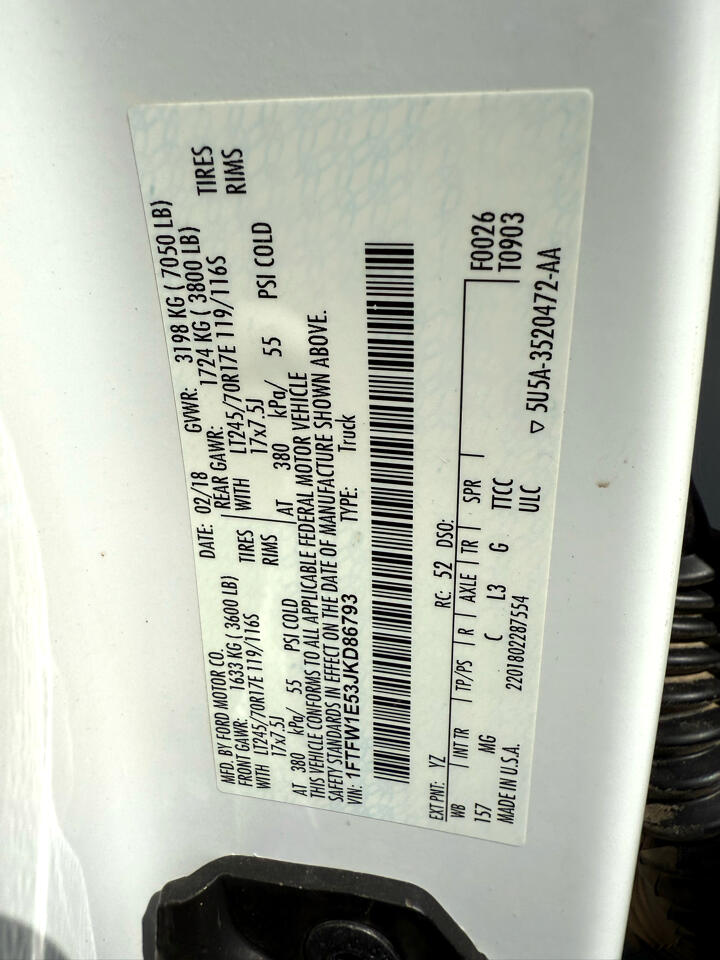 MFD. BY FORD MOTOR CO.
DATE: 02/18 GVWR: 3198 KG ( 7050 LB)
FRONT GAWR: 1633 KG ( 3600 LB) REAR GAWR: 1724 KG ( 3800 LB)
WITH LT245/70R17E 119/116S TIRES WITH LT245/70R17E 119/116S TIRES
17x7.5J RIMS 17x7.5J RIMS
AT 380 kPa/ 55 PSI COLD AT 380 kPa/ 55 PSI COLD
THIS VEHICLE CONFORMS TO ALL APPLICABLE FEDERAL MOTOR VEHICLE
SAFETY STANDARDS IN EFFECT ON THE DATE OF MANUFACTURE SHOWN ABOVE.
VIN: 1FTFW1E53JKD86793 TYPE: Truck
EXT PNT: YZ RC: 52 DSO: F0026
WB INT TR TP/PS R AXLE TR SPR T0903
157 MG C L3 G TTCC
2201802287554 ULC
MADE IN U.S.A. ▽ 5U5A-3520472-AA